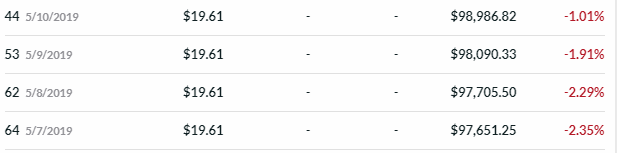 44 5/10/2019 $19.61 - - $98,986.82 -1.01%
53 5/9/2019 $19.61 - - $98,090.33 -1.91%
62 5/8/2019 $19.61 - - $97,705.50 -2.29%
64 5/7/2019 $19.61 - - $97,651.25 -2.35%